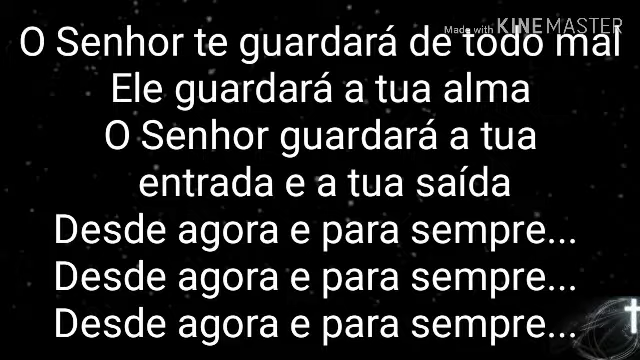 Made with KINEMASTER
O Senhor te guardará de todo mal
Ele guardará a tua alma
O Senhor guardará a tua
entrada e a tua saída
Desde agora e para sempre...
Desde agora e para sempre...
Desde agora e para sempre...